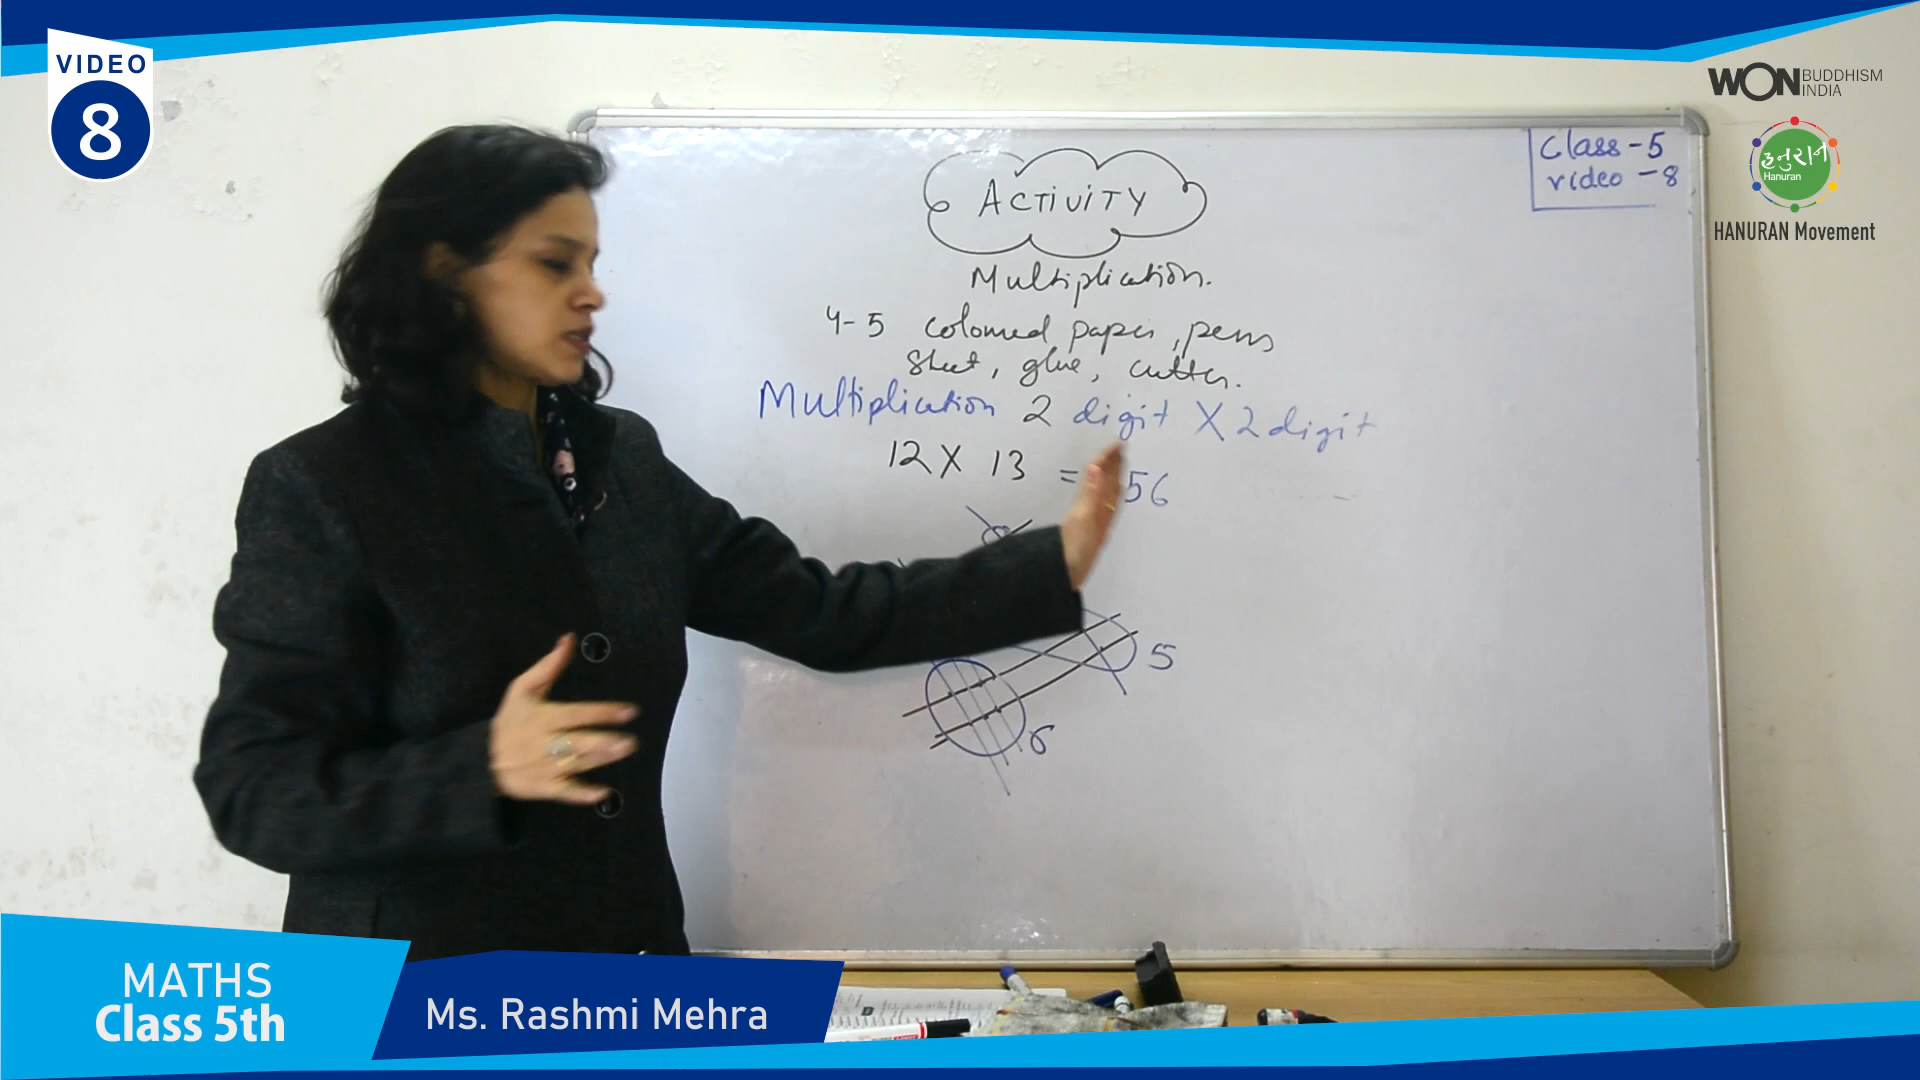 VIDEO
8
WON BUDDHISM INDIA
हनुरान
Hanuran
HANURAN Movement
Class - 5
video - 8
ACTIVITY
Multiplication.
4-5 coloured paper, pens
Sheet, glue, cutter.
Multiplication 2 digit X 2 digit
12 X 13 = 56
5
6
MATHS
Class 5th
Ms. Rashmi Mehra